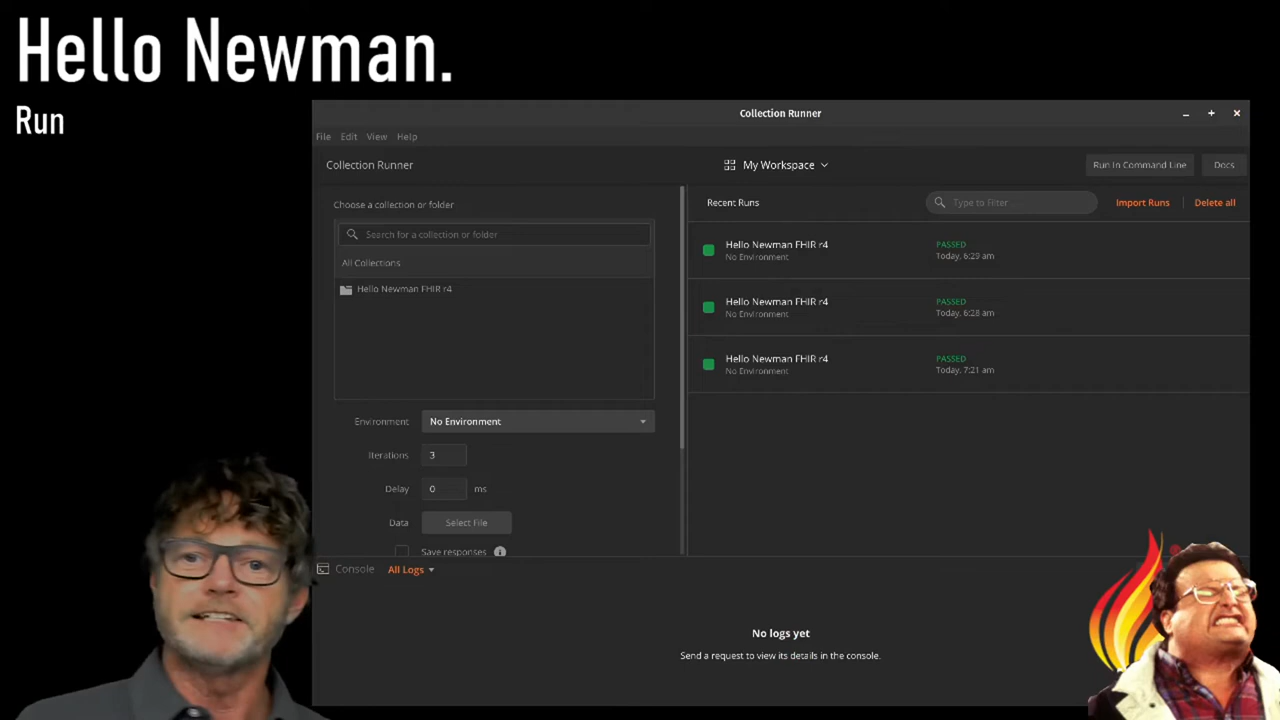 Hello Newman.
Run
Collection Runner
File Edit View Help
Collection Runner
My Workspace
Run In Command Line
Docs
Choose a collection or folder
Search for a collection or folder
All Collections
Hello Newman FHIR r4
Environment No Environment
Iterations 3
Delay 0 ms
Data Select File
Save responses
Recent Runs
Type to Filter
Import Runs
Delete all
Hello Newman FHIR r4
No Environment
PASSED
Today, 6:29 am
Hello Newman FHIR r4
No Environment
PASSED
Today, 6:28 am
Hello Newman FHIR r4
No Environment
PASSED
Today, 7:21 am
Console All Logs
No logs yet
Send a request to view its details in the console.